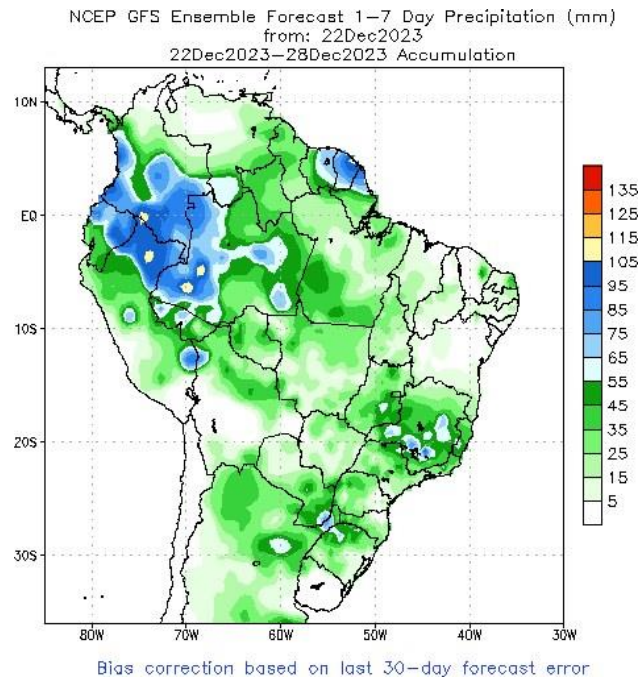 NCEP GFS Ensemble Forecast 1–7 Day Precipitation (mm)
from: 22Dec2023
22Dec2023–28Dec2023 Accumulation
10N
EQ
10S
20S
30S
80W
70W
60W
50W
40W
30W
135
125
115
105
95
85
75
65
55
45
35
25
15
5
Bias correction based on last 30–day forecast error